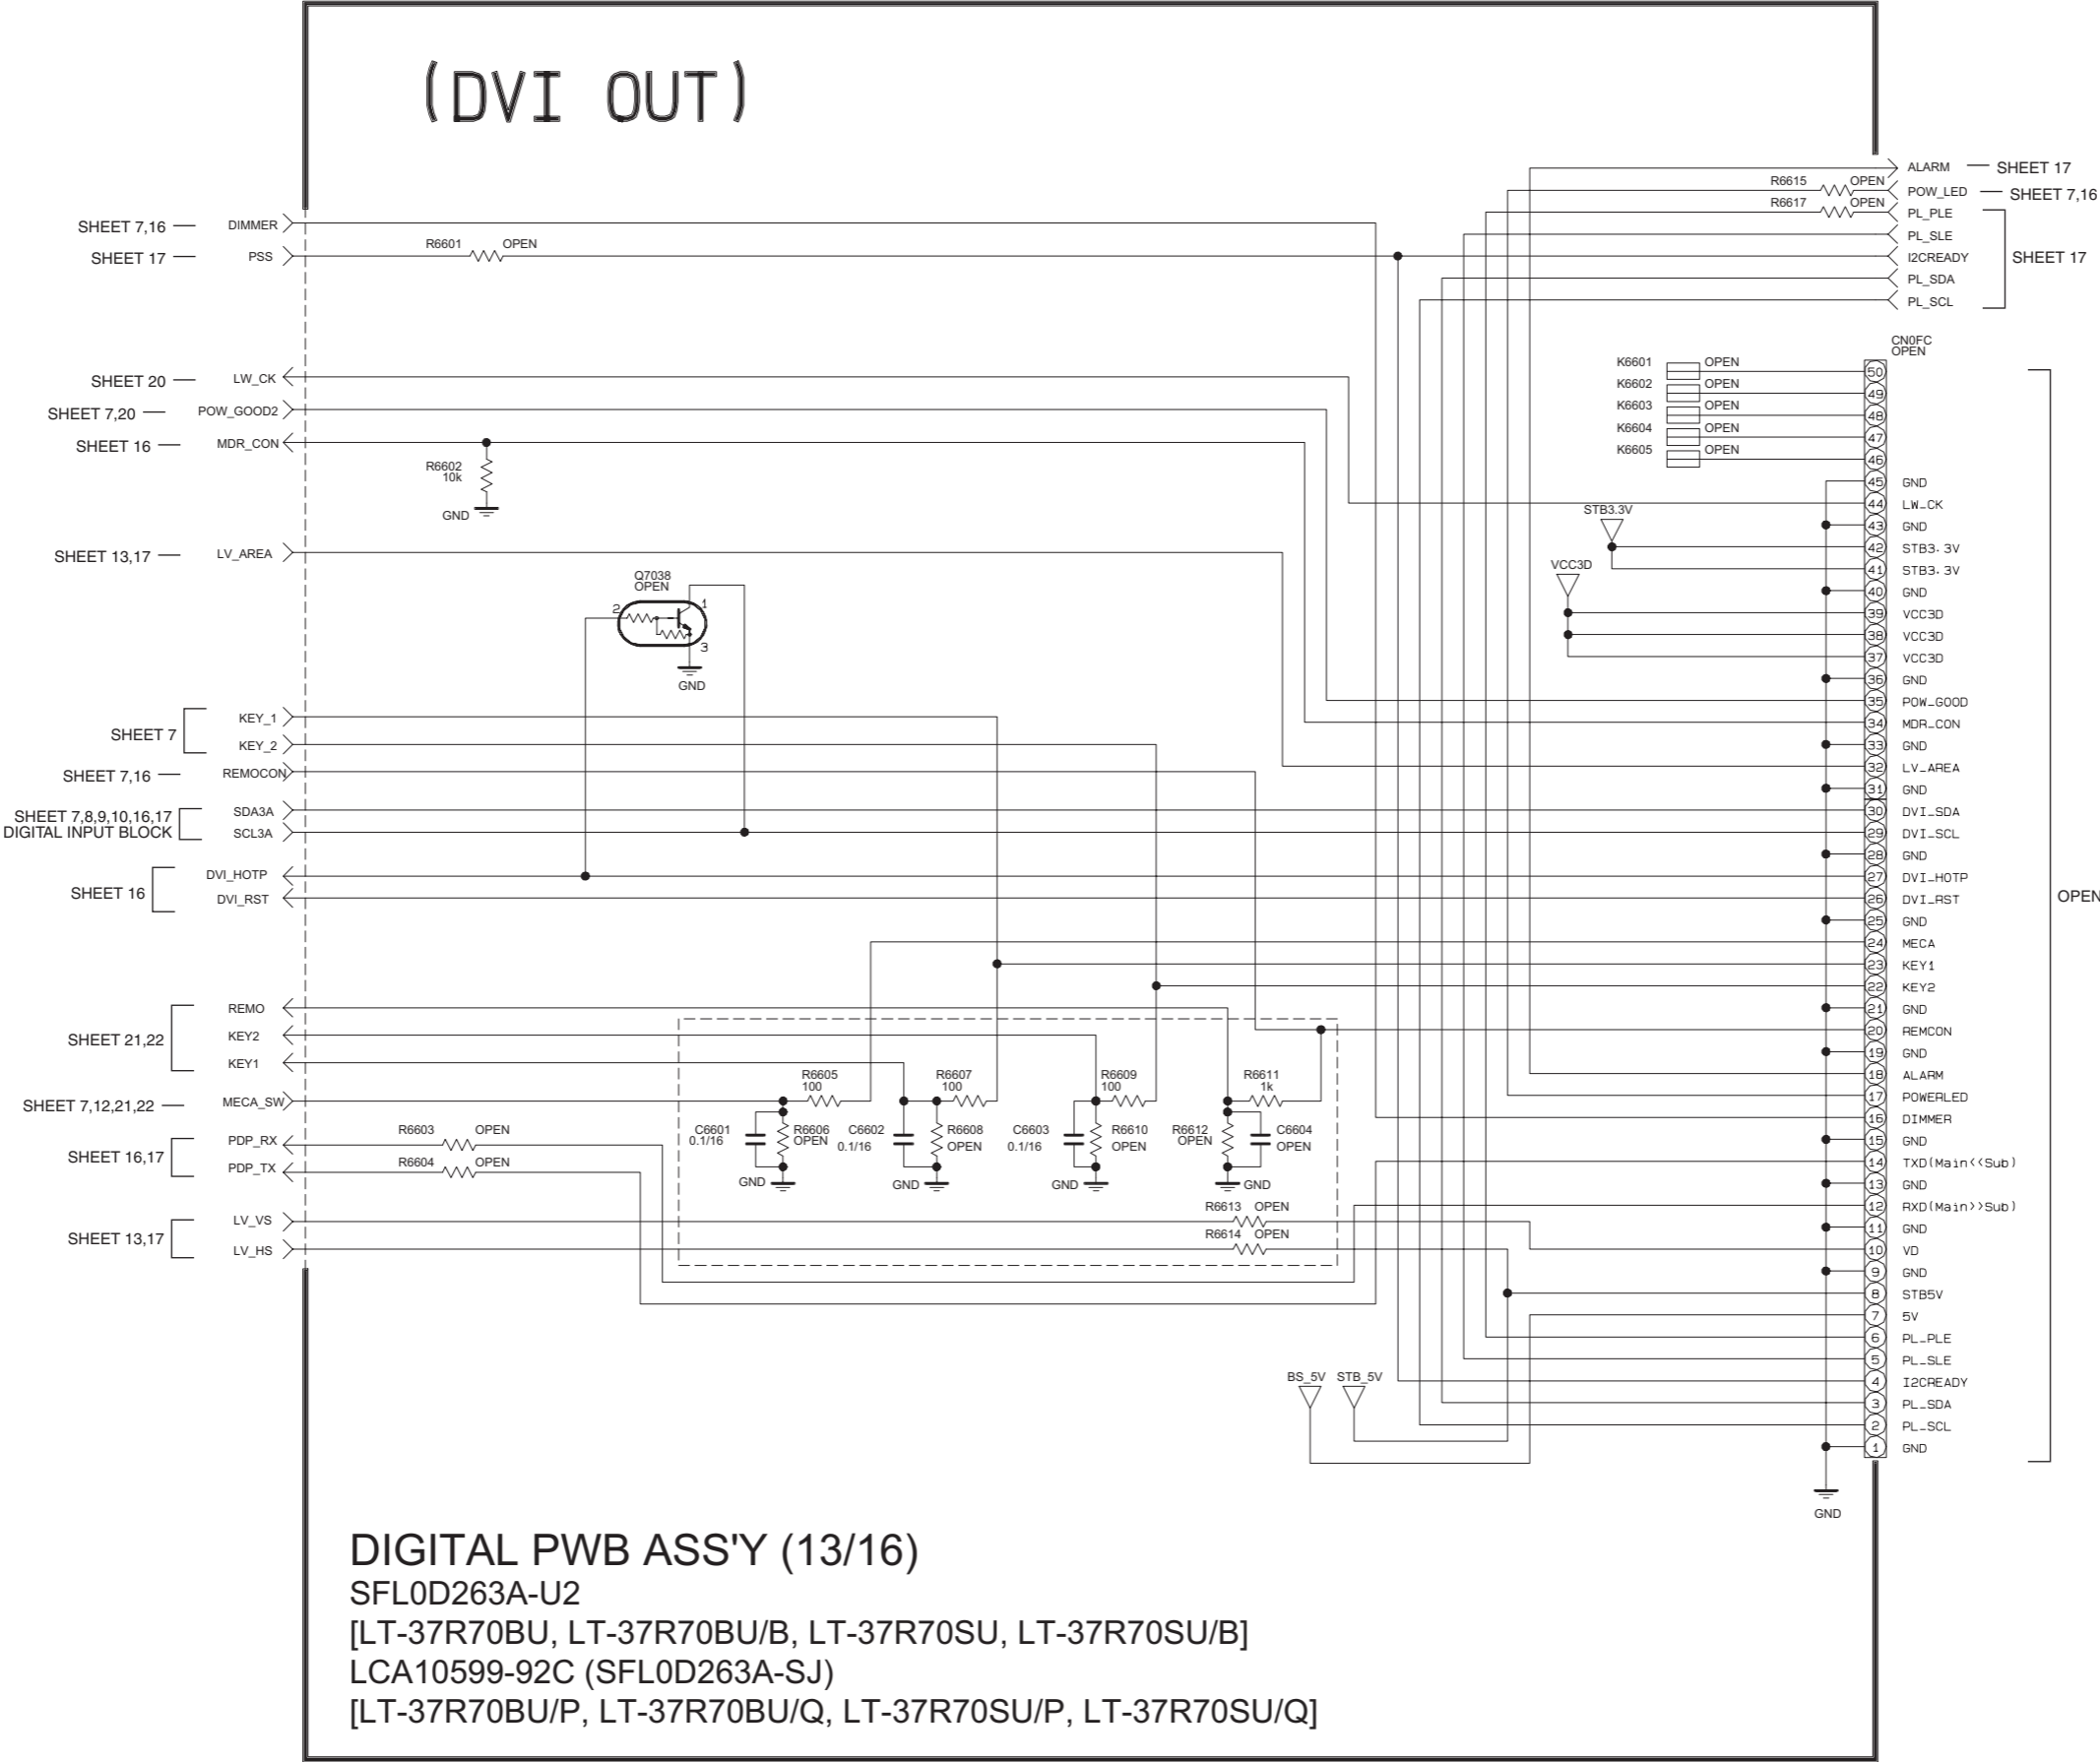 (DVI OUT)
ALARM — SHEET 17
R6615 OPEN POW_LED — SHEET 7,16
R6617 OPEN PL_PLE
PL_SLE
I2CREADY SHEET 17
PL_SDA
PL_SCL
SHEET 7,16 — DIMMER
SHEET 17 — PSS
R6601 OPEN
SHEET 20 — LW_CK
SHEET 7,20 — POW_GOOD2
SHEET 16 — MDR_CON
R6602
10k
GND
SHEET 13,17 — LV_AREA
Q7038
OPEN
2
1
3
GND
SHEET 7
KEY_1
KEY_2
SHEET 7,16 — REMOCON
SHEET 7,8,9,10,16,17
DIGITAL INPUT BLOCK
SDA3A
SCL3A
SHEET 16
DVI_HOTP
DVI_RST
SHEET 21,22
REMO
KEY2
KEY1
SHEET 7,12,21,22 — MECA_SW
SHEET 16,17
PDP_RX
PDP_TX
R6603 OPEN
R6604 OPEN
SHEET 13,17
LV_VS
LV_HS
R6605
100
R6607
100
R6609
100
R6611
1k
C6601
0.1/16
R6606
OPEN
C6602
0.1/16
R6608
OPEN
C6603
0.1/16
R6610
OPEN
R6612
OPEN
C6604
OPEN
GND
GND
GND
GND
R6613 OPEN
R6614 OPEN
BS_5V STB_5V
STB3.3V
VCC3D
K6601 OPEN
K6602 OPEN
K6603 OPEN
K6604 OPEN
K6605 OPEN
CN0FC
OPEN
50
49
48
47
46
45 GND
44 LW_CK
43 GND
42 STB3.3V
41 STB3.3V
40 GND
39 VCC3D
38 VCC3D
37 VCC3D
36 GND
35 POW_GOOD
34 MDR_CON
33 GND
32 LV_AREA
31 GND
30 DVI_SDA
29 DVI_SCL
28 GND
27 DVI_HOTP
26 DVI_RST
25 GND
24 MECA
23 KEY1
22 KEY2
21 GND
20 REMCON
19 GND
18 ALARM
17 POWERLED
16 DIMMER
15 GND
14 TXD(Main<<Sub)
13 GND
12 RXD(Main>>Sub)
11 GND
10 VD
9 GND
8 STB5V
7 5V
6 PL_PLE
5 PL_SLE
4 I2CREADY
3 PL_SDA
2 PL_SCL
1 GND
OPEN
GND
DIGITAL PWB ASS'Y (13/16)
SFL0D263A-U2
[LT-37R70BU, LT-37R70BU/B, LT-37R70SU, LT-37R70SU/B]
LCA10599-92C (SFL0D263A-SJ)
[LT-37R70BU/P, LT-37R70BU/Q, LT-37R70SU/P, LT-37R70SU/Q]